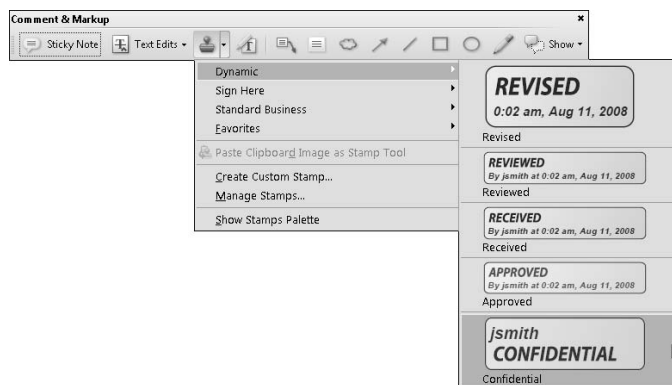 Comment & Markup
Sticky Note
Text Edits
Show
Dynamic
Sign Here
Standard Business
Favorites
Paste Clipboard Image as Stamp Tool
Create Custom Stamp...
Manage Stamps...
Show Stamps Palette
REVISED
0:02 am, Aug 11, 2008
Revised
REVIEWED
By jsmith at 0:02 am, Aug 11, 2008
Reviewed
RECEIVED
By jsmith at 0:02 am, Aug 11, 2008
Received
APPROVED
By jsmith at 0:02 am, Aug 11, 2008
Approved
jsmith
CONFIDENTIAL
Confidential